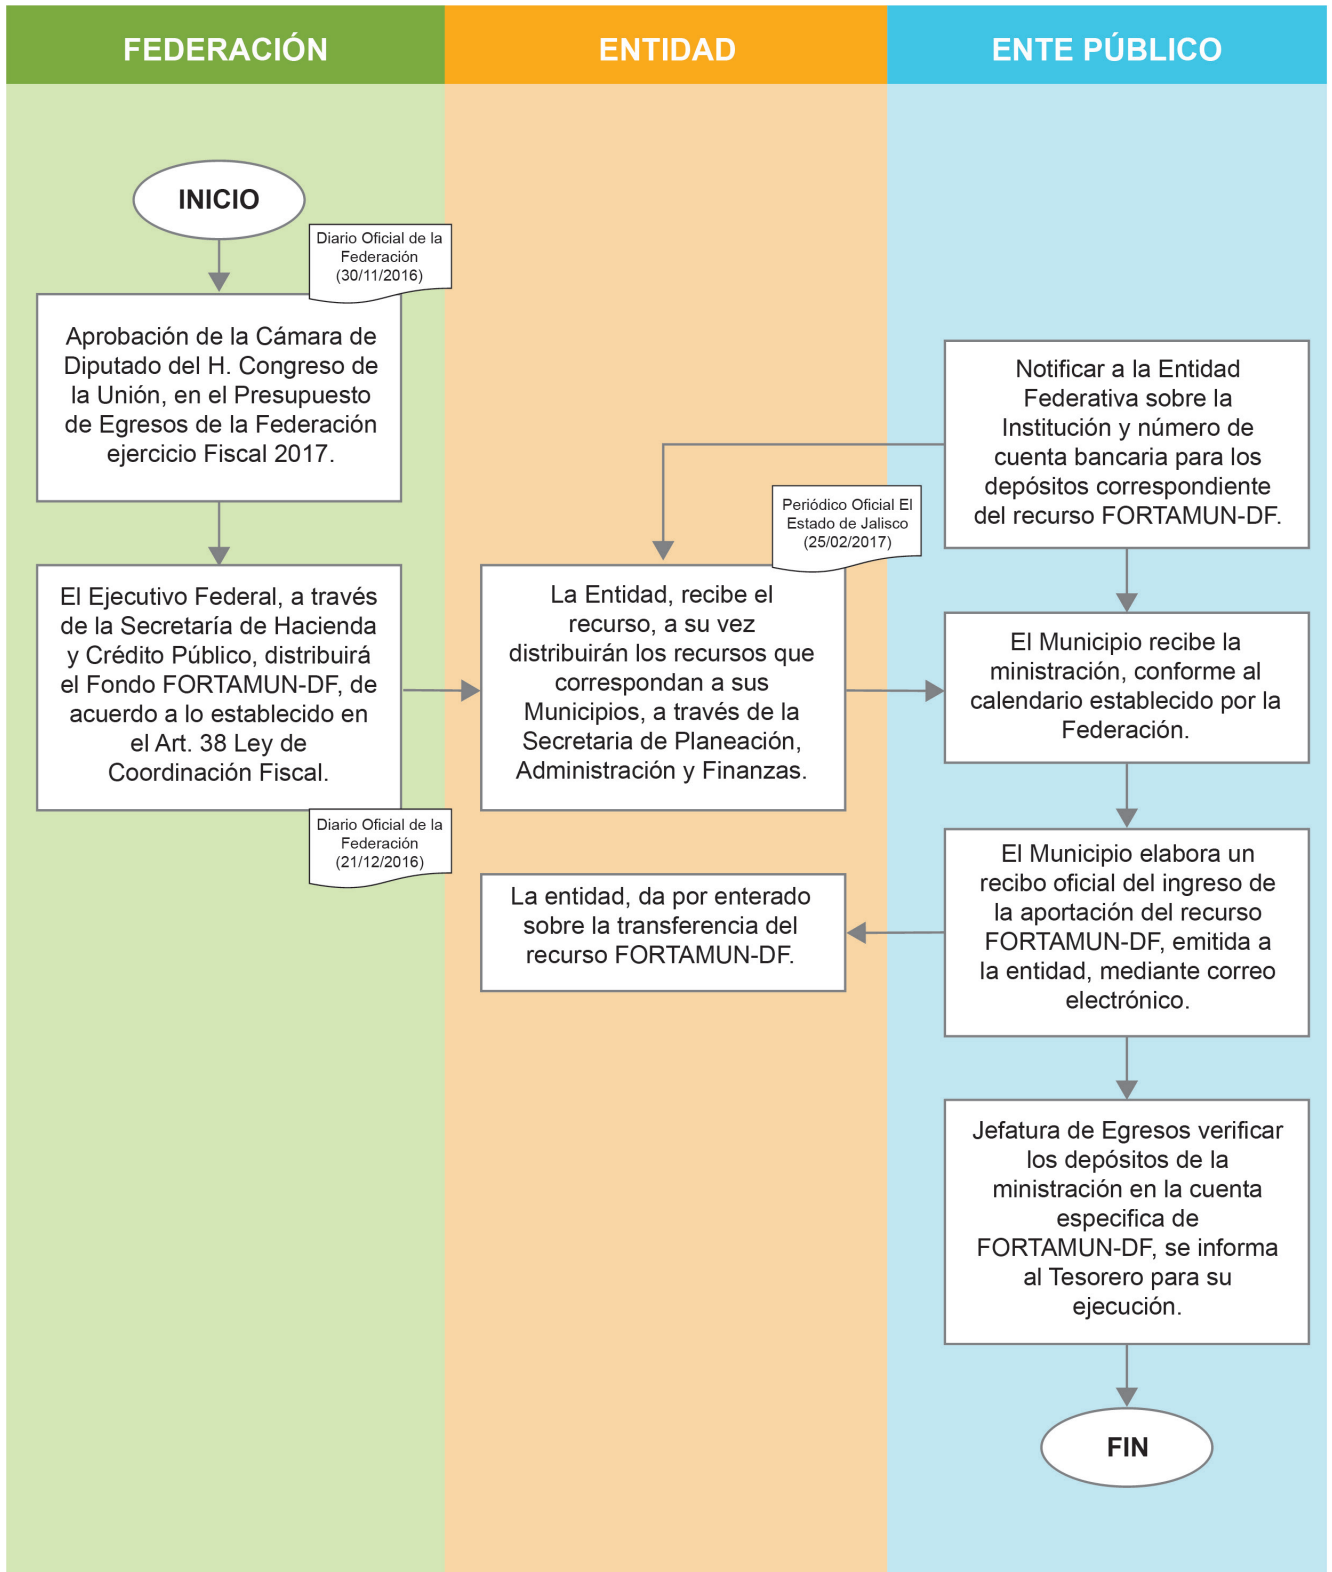 FEDERACIÓN
ENTIDAD
ENTE PÚBLICO
INICIO
Diario Oficial de la
Federación
(30/11/2016)
Aprobación de la Cámara de
Diputado del H. Congreso de
la Unión, en el Presupuesto
de Egresos de la Federación
ejercicio Fiscal 2017.
El Ejecutivo Federal, a través
de la Secretaría de Hacienda
y Crédito Público, distribuirá
el Fondo FORTAMUN-DF, de
acuerdo a lo establecido en
el Art. 38 Ley de
Coordinación Fiscal.
Diario Oficial de la
Federación
(21/12/2016)
Periódico Oficial El
Estado de Jalisco
(25/02/2017)
La Entidad, recibe el
recurso, a su vez
distribuirán los recursos que
correspondan a sus
Municipios, a través de la
Secretaria de Planeación,
Administración y Finanzas.
La entidad, da por enterado
sobre la transferencia del
recurso FORTAMUN-DF.
Notificar a la Entidad
Federativa sobre la
Institución y número de
cuenta bancaria para los
depósitos correspondiente
del recurso FORTAMUN-DF.
El Municipio recibe la
ministración, conforme al
calendario establecido por la
Federación.
El Municipio elabora un
recibo oficial del ingreso de
la aportación del recurso
FORTAMUN-DF, emitida a
la entidad, mediante correo
electrónico.
Jefatura de Egresos verificar
los depósitos de la
ministración en la cuenta
especifica de
FORTAMUN-DF, se informa
al Tesorero para su
ejecución.
FIN